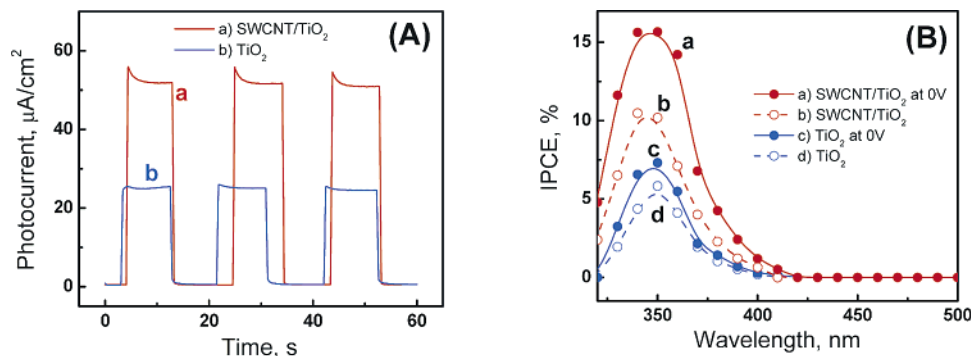 a) SWCNT/TiO₂
b) TiO₂
(A)
60
40
20
0
Photocurrent, μA/cm²
a
b
0
20
40
60
Time, s
(B)
15
10
5
0
IPCE, %
a
b
c
d
a) SWCNT/TiO₂ at 0V
b) SWCNT/TiO₂
c) TiO₂ at 0V
d) TiO₂
350
400
450
500
Wavelength, nm